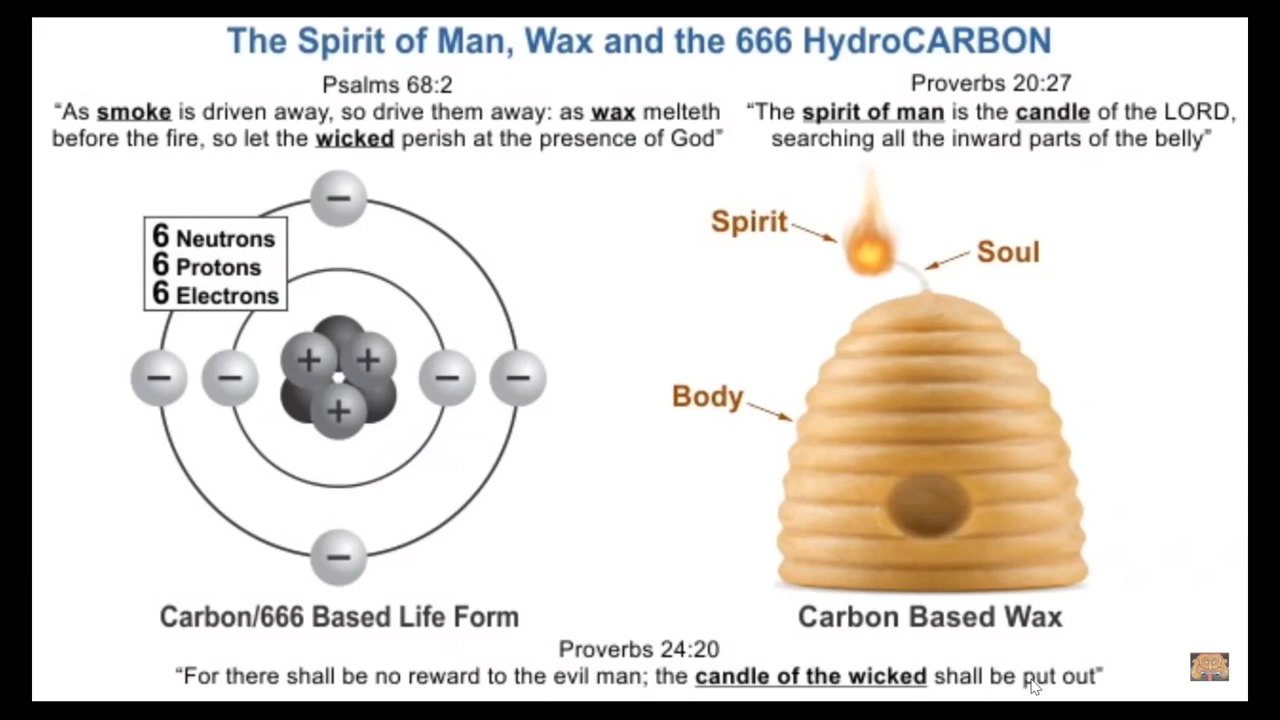 The Spirit of Man, Wax and the 666 HydroCARBON
Psalms 68:2
“As smoke is driven away, so drive them away: as wax melteth
before the fire, so let the wicked perish at the presence of God”
Proverbs 20:27
“The spirit of man is the candle of the LORD,
searching all the inward parts of the belly”
6 Neutrons
6 Protons
6 Electrons
−
−
−
−
−
−
+
+
+
Spirit
Soul
Body
Carbon/666 Based Life Form
Carbon Based Wax
Proverbs 24:20
“For there shall be no reward to the evil man; the candle of the wicked shall be put out”